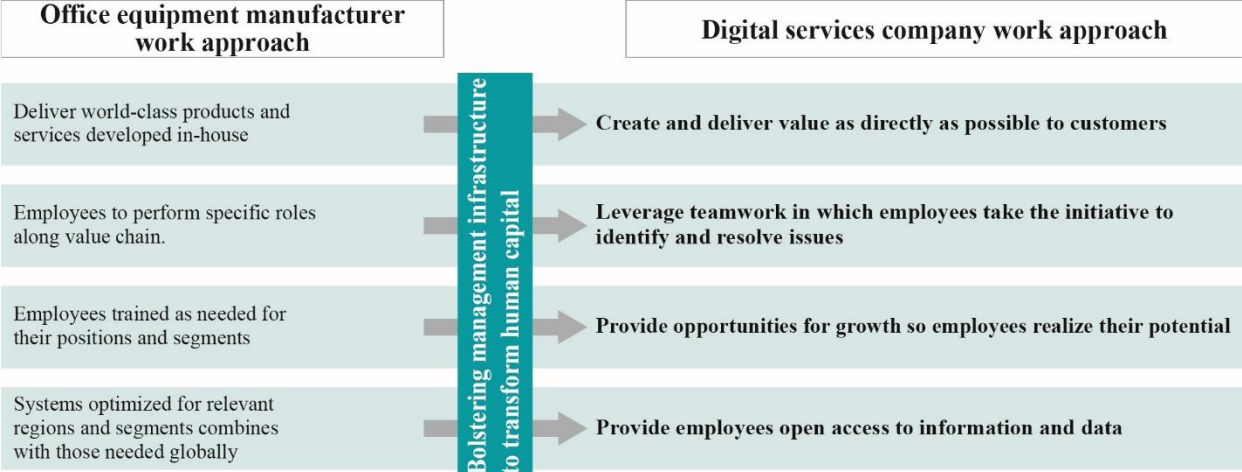 Office equipment manufacturer
work approach
Digital services company work approach
Deliver world-class products and
services developed in-house
Create and deliver value as directly as possible to customers
Employees to perform specific roles
along value chain.
Leverage teamwork in which employees take the initiative to
identify and resolve issues
Employees trained as needed for
their positions and segments
Provide opportunities for growth so employees realize their potential
Systems optimized for relevant
regions and segments combines
with those needed globally
Provide employees open access to information and data
Bolstering management infrastructure
to transform human capital